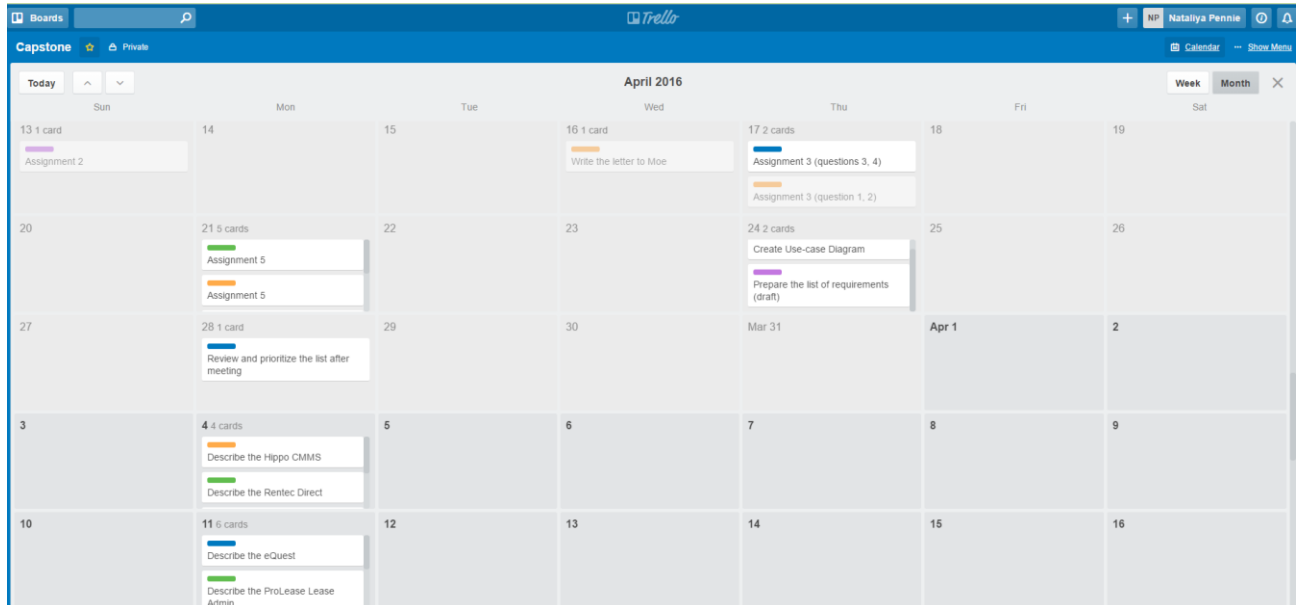 Boards
Trello
NP Nataliya Pennie
Capstone
Private
Calendar
Show Menu
Today
April 2016
Week
Month
Sun
Mon
Tue
Wed
Thu
Fri
Sat
13 1 card
Assignment 2
14
15
16 1 card
Write the letter to Moe
17 2 cards
Assignment 3 (questions 3, 4)
Assignment 3 (question 1, 2)
18
19
20
21 5 cards
Assignment 5
Assignment 5
22
23
24 2 cards
Create Use-case Diagram
Prepare the list of requirements
(draft)
25
26
27
28 1 card
Review and prioritize the list after
meeting
29
30
Mar 31
Apr 1
2
3
4 4 cards
Describe the Hippo CMMS
Describe the Rentec Direct
5
6
7
8
9
10
11 6 cards
Describe the eQuest
Describe the ProLease Lease
Admin
12
13
14
15
16